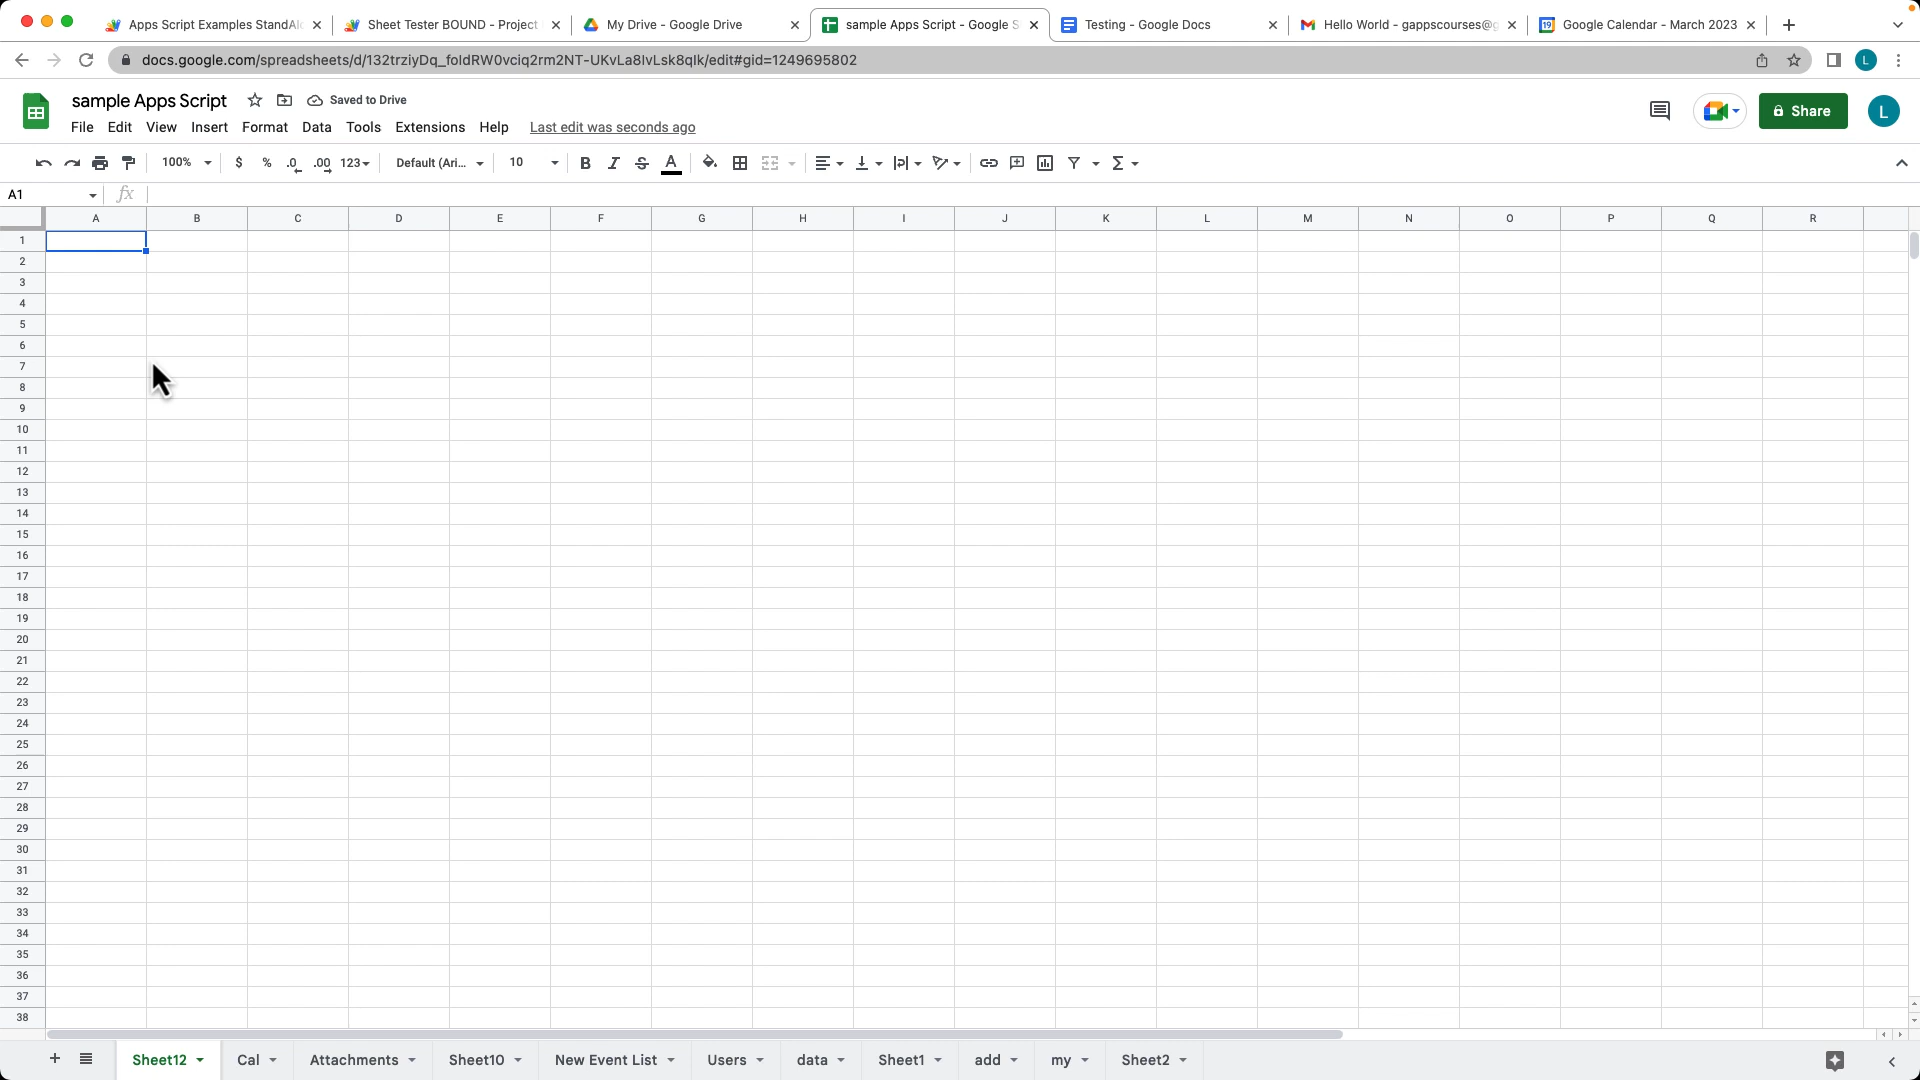 Apps Script Examples StandAl
Sheet Tester BOUND - Project
My Drive - Google Drive
sample Apps Script - Google S
Testing - Google Docs
Hello World - gappscourses@g
Google Calendar - March 2023
docs.google.com/spreadsheets/d/132trziyDq_foldRW0vciq2rm2NT-UKvLa8lvLsk8qIk/edit#gid=1249695802
L
sample Apps Script
Saved to Drive
File Edit View Insert Format Data Tools Extensions Help Last edit was seconds ago
Share
L
100% $ % .0 .00 123 Default (Ari... 10 B I S A
A1 fx
A B C D E F G H I J K L M N O P Q R
1
2
3
4
5
6
7
8
9
10
11
12
13
14
15
16
17
18
19
20
21
22
23
24
25
26
27
28
29
30
31
32
33
34
35
36
37
38
Sheet12 Cal Attachments Sheet10 New Event List Users data Sheet1 add my Sheet2